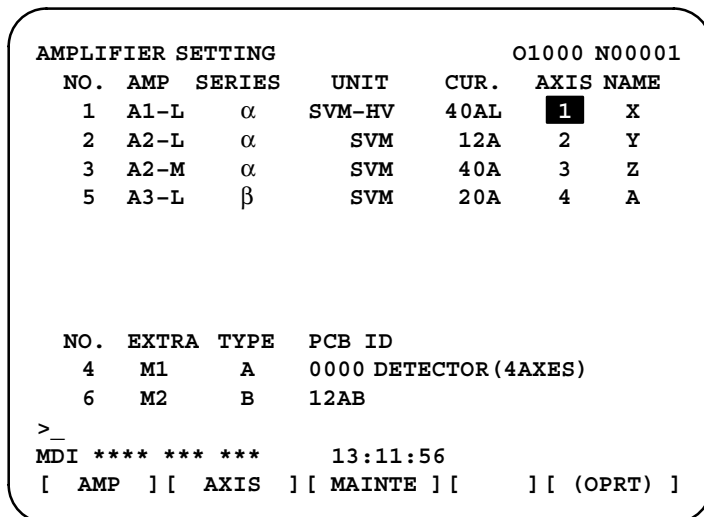 AMPLIFIER SETTING O1000 N00001
NO. AMP SERIES UNIT CUR. AXIS NAME
1 A1-L α SVM-HV 40AL 1 X
2 A2-L α SVM 12A 2 Y
3 A2-M α SVM 40A 3 Z
5 A3-L β SVM 20A 4 A
NO. EXTRA TYPE PCB ID
4 M1 A 0000 DETECTOR(4AXES)
6 M2 B 12AB
>_
MDI **** *** *** 13:11:56
[ AMP ] [ AXIS ] [ MAINTE ] [ ] [ (OPRT) ]